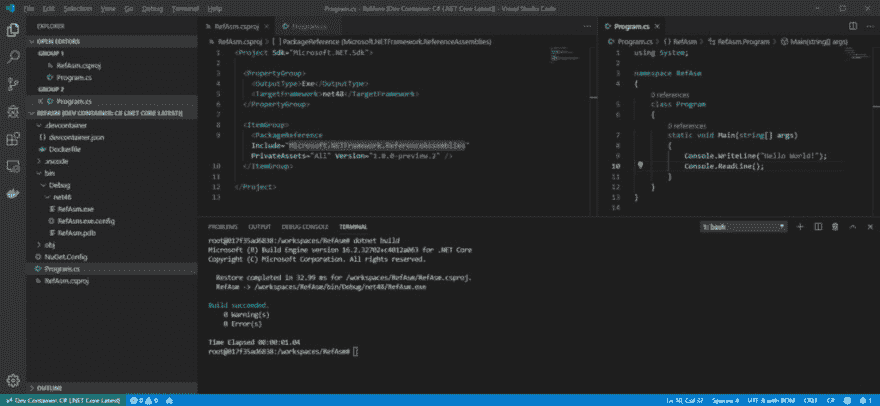 File Edit Selection View Go Debug Terminal Help
Program.cs - RefAsm [Dev Container: C# (.NET Core Latest)] - Visual Studio Code
EXPLORER
OPEN EDITORS
GROUP 1
RefAsm.csproj
Program.cs
GROUP 2
Program.cs
REFASM [DEV CONTAINER: C# (.NET CORE LATEST)]
.devcontainer
devcontainer.json
Dockerfile
.vscode
bin
Debug
net48
RefAsm.exe
RefAsm.exe.config
RefAsm.pdb
obj
NuGet.Config
Program.cs
RefAsm.csproj
OUTLINE
RefAsm.csproj
Program.cs
RefAsm.csproj > PackageReference (Microsoft.NETFramework.ReferenceAssemblies)
1 <Project Sdk="Microsoft.NET.Sdk">
2
3 <PropertyGroup>
4 <OutputType>Exe</OutputType>
5 <TargetFramework>net48</TargetFramework>
6 </PropertyGroup>
7
8 <ItemGroup>
9 <PackageReference
Include="Microsoft.NETFramework.ReferenceAssemblies"
PrivateAssets="All" Version="1.0.0-preview.2" />
10 </ItemGroup>
11
12 </Project>
13
Program.cs
Program.cs > RefAsm > RefAsm.Program > Main(string[] args)
1 using System;
2
3 namespace RefAsm
4 {
0 references
5 class Program
6 {
0 references
7 static void Main(string[] args)
8 {
9 Console.WriteLine("Hello World!");
10 Console.ReadLine();
11 }
12 }
13 }
14
PROBLEMS OUTPUT DEBUG CONSOLE TERMINAL
1: bash
root@017f35ad6838:/workspaces/RefAsm# dotnet build
Microsoft (R) Build Engine version 16.2.32702+c4012a063 for .NET Core
Copyright (C) Microsoft Corporation. All rights reserved.
Restore completed in 32.99 ms for /workspaces/RefAsm/RefAsm.csproj.
RefAsm -> /workspaces/RefAsm/bin/Debug/net48/RefAsm.exe
Build succeeded.
0 Warning(s)
0 Error(s)
Time Elapsed 00:00:01.04
root@017f35ad6838:/workspaces/RefAsm#
Dev Container: C# (.NET Core Latest)
0 0
Ln 10, Col 32 Spaces: 4 UTF-8 with BOM CRLF C#
1